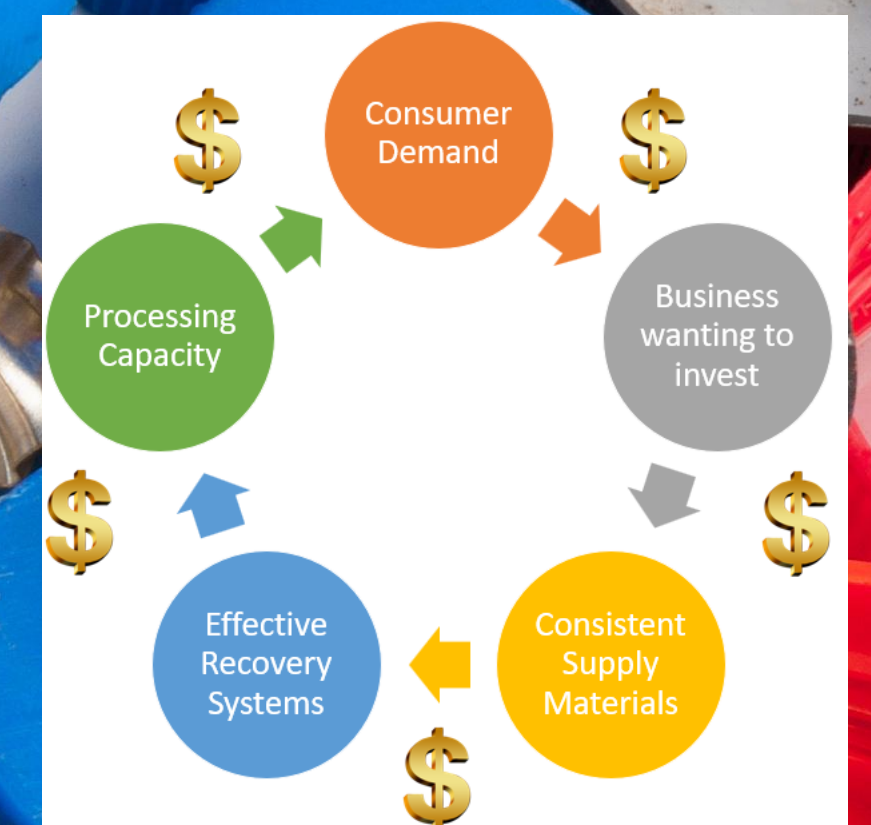 $
$
Consumer
Demand
Business
wanting to
invest
Processing
Capacity
$
$
Consistent
Supply
Materials
Effective
Recovery
Systems
$